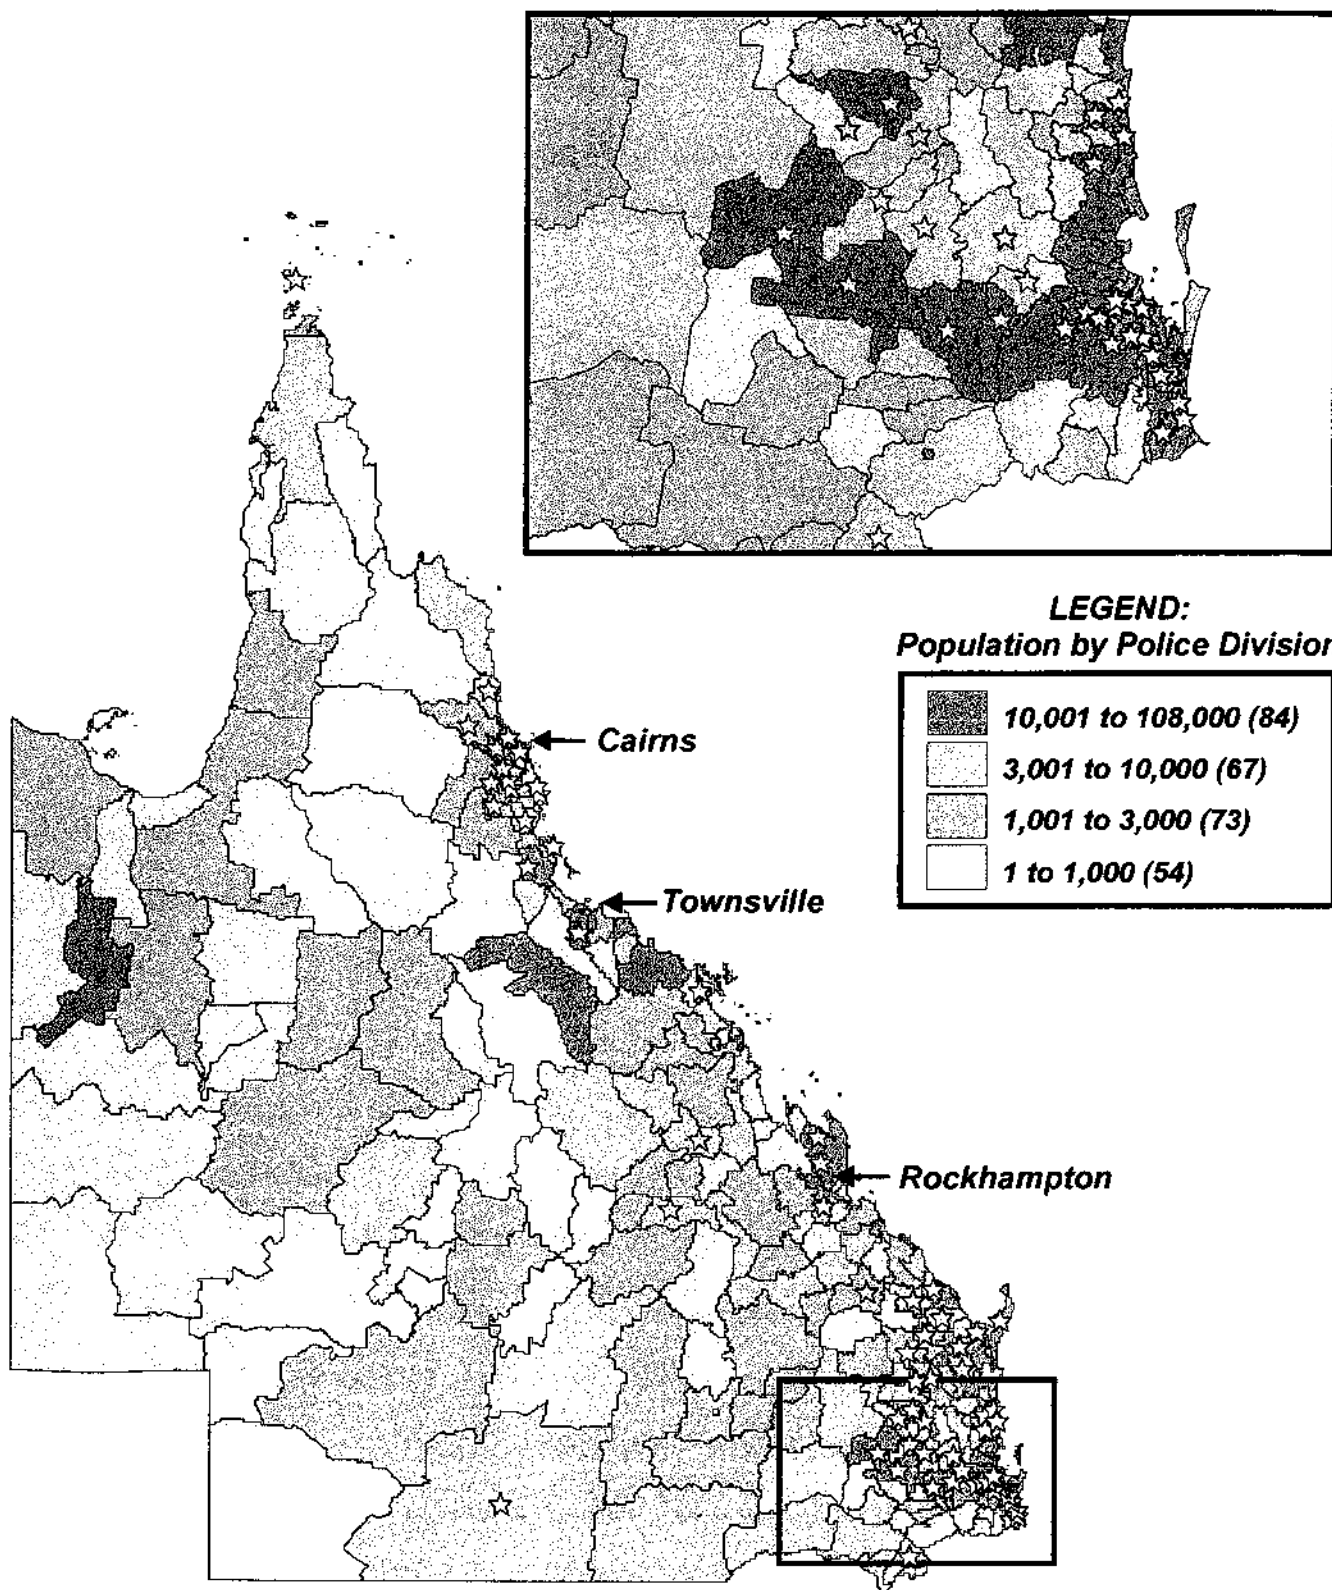 LEGEND:
Population by Police Division
10,001 to 108,000 (84)
3,001 to 10,000 (67)
1,001 to 3,000 (73)
1 to 1,000 (54)
Cairns
Townsville
Rockhampton